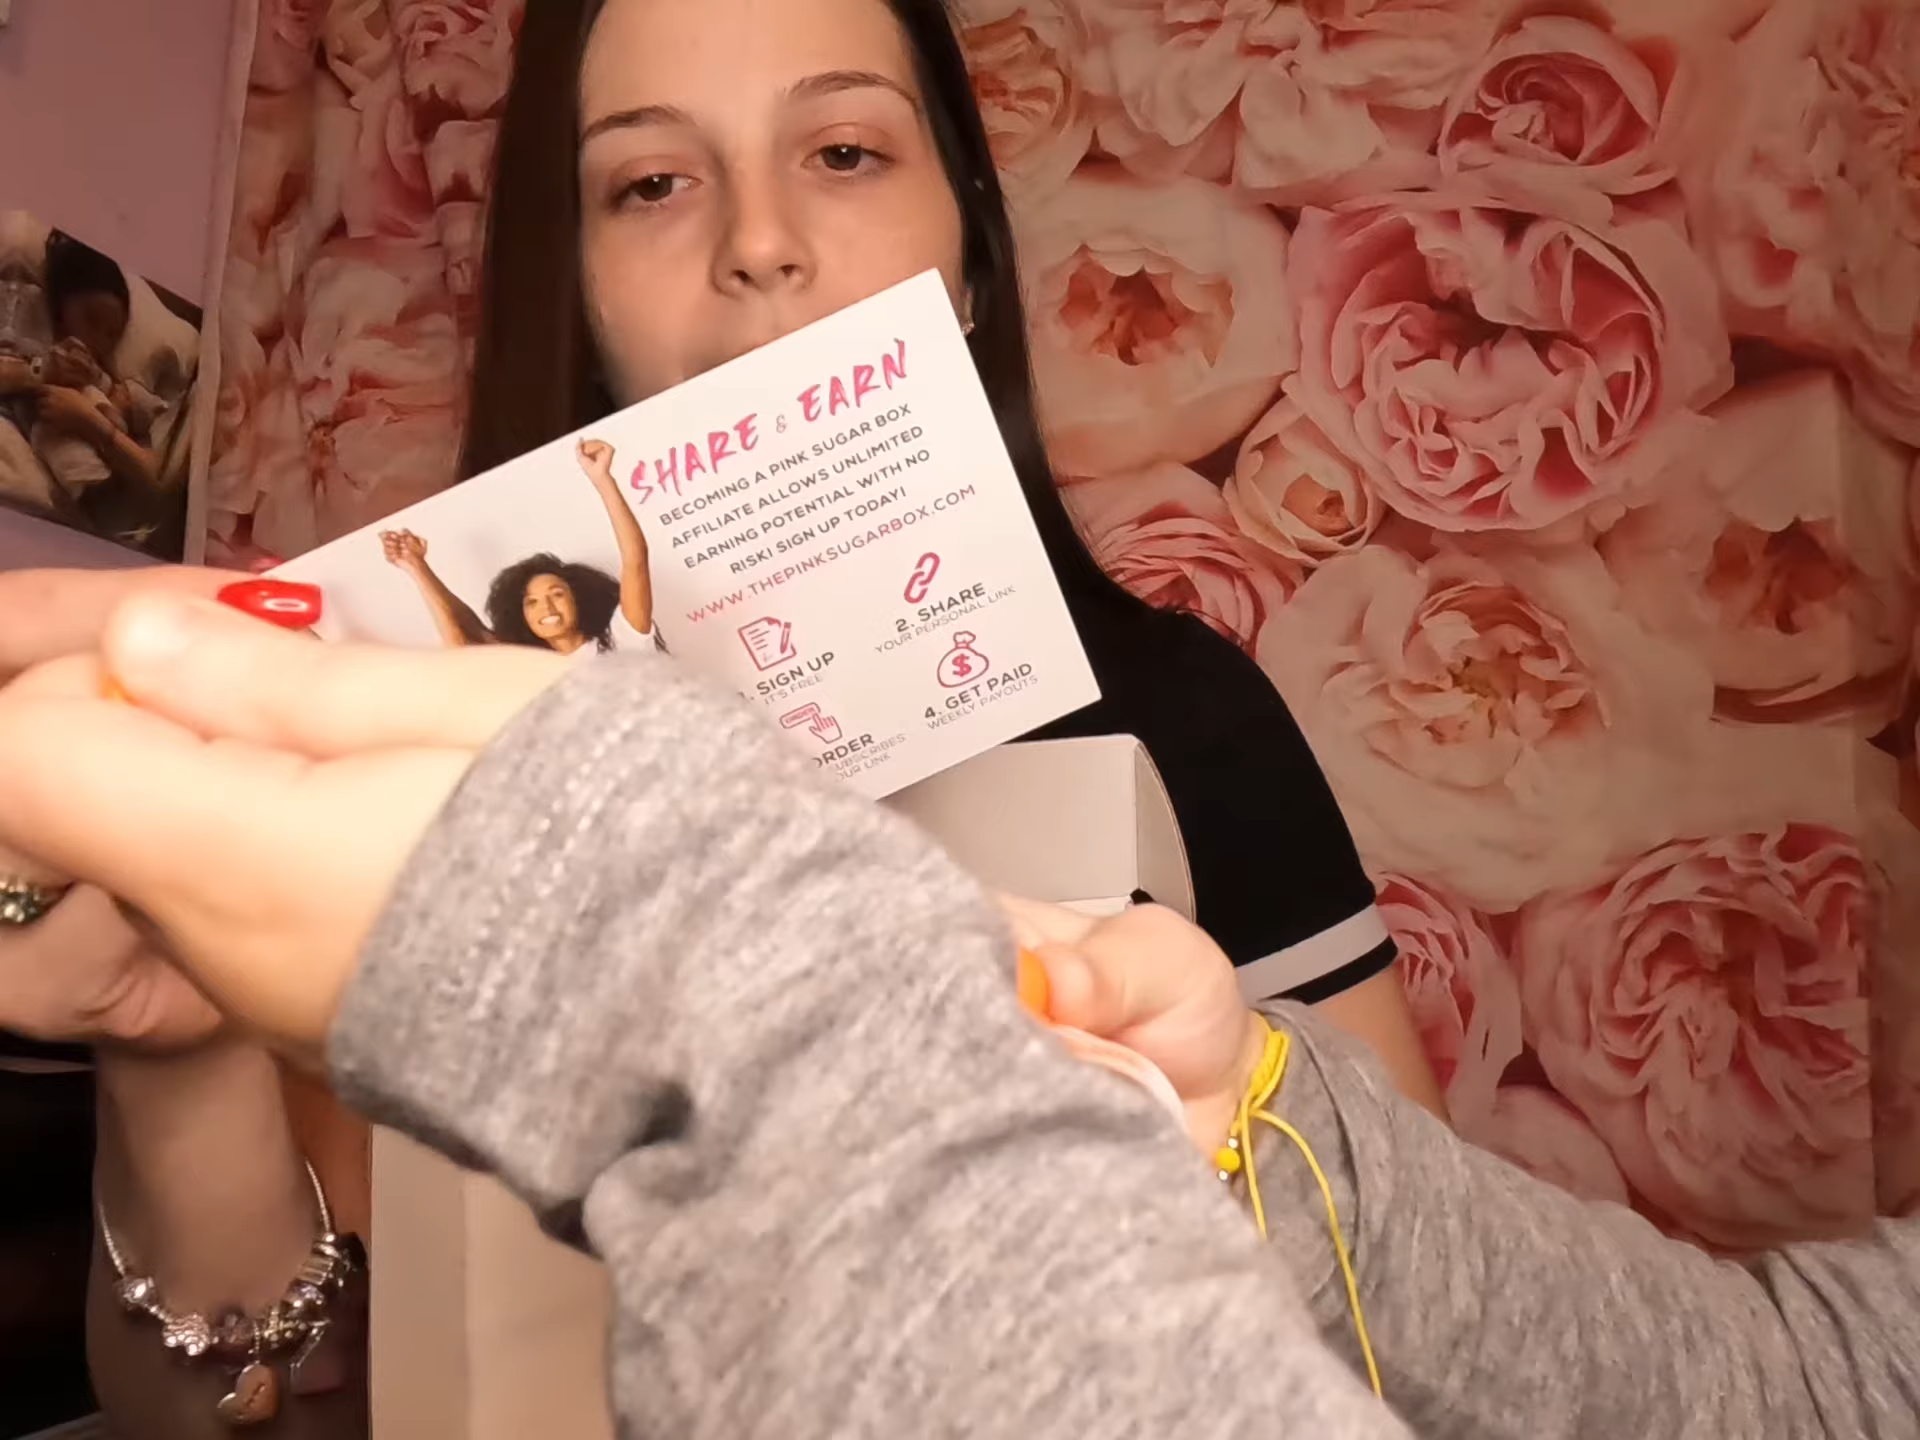 SHARE & EARN
BECOMING A PINK SUGAR BOX
AFFILIATE ALLOWS UNLIMITED
EARNING POTENTIAL WITH NO
RISK! SIGN UP TODAY!
WWW.THEPINKSUGARBOX.COM
SIGN UP
IT'S FREE
2. SHARE
YOUR PERSONAL LINK
ORDER
4. GET PAID
WEEKLY PAYOUTS
LINK